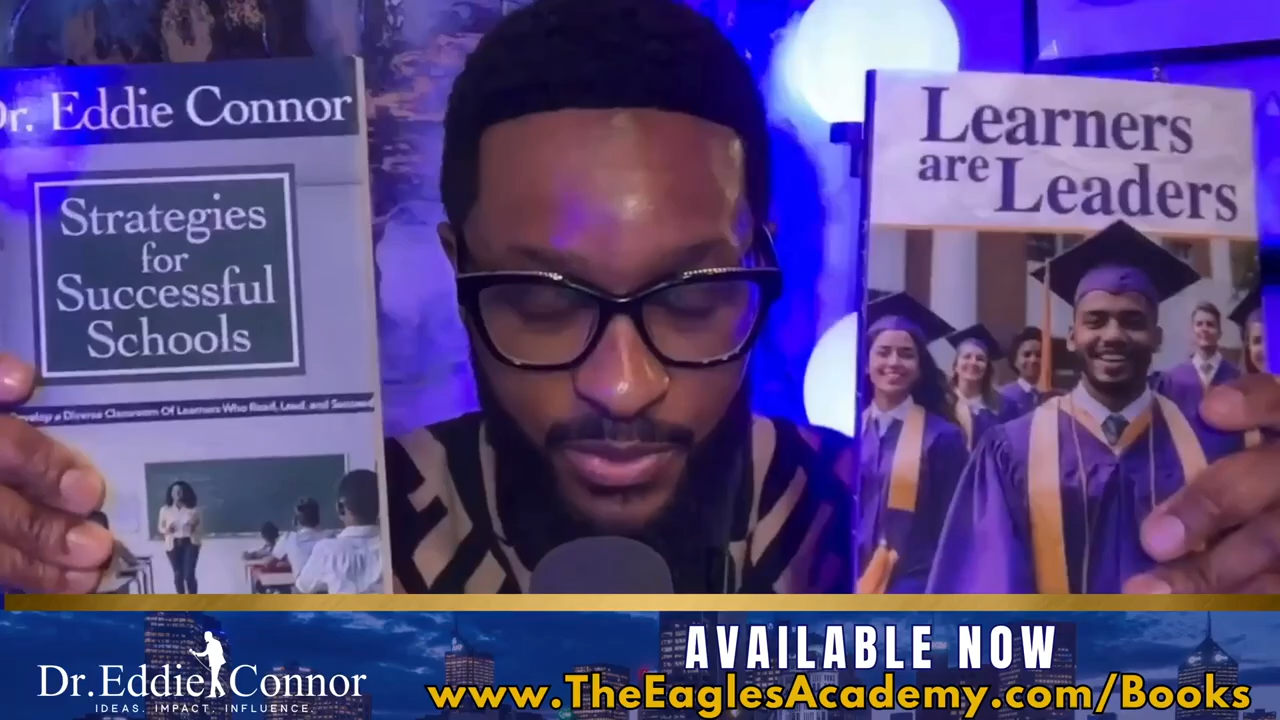 Dr. Eddie Connor
Strategies
for
Successful
Schools
Develop a Diverse Classroom Of Learners Who Read, Lead, and Succeed
Learners
are Leaders
Dr.Eddie Connor
IDEAS. IMPACT. INFLUENCE.
AVAILABLE NOW
www.TheEaglesAcademy.com/Books